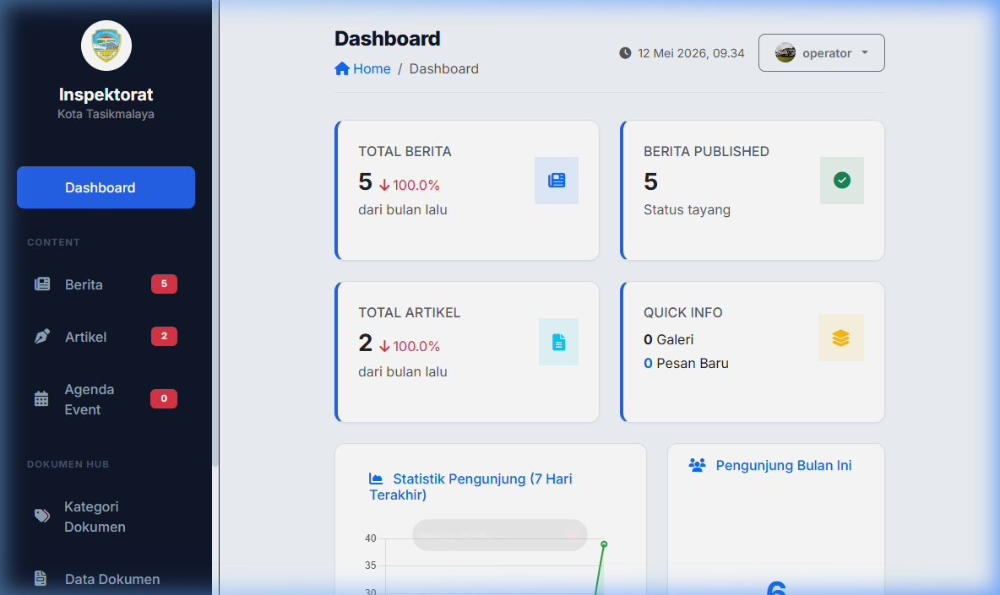 Inspektorat
Kota Tasikmalaya
Dashboard
CONTENT
Berita 5
Artikel 2
Agenda
Event 0
DOKUMEN HUB
Kategori
Dokumen
Data Dokumen
Dashboard
Home / Dashboard
12 Mei 2026, 09.34
operator
TOTAL BERITA
5 100.0%
dari bulan lalu
BERITA PUBLISHED
5
Status tayang
TOTAL ARTIKEL
2 100.0%
dari bulan lalu
QUICK INFO
0 Galeri
0 Pesan Baru
Statistik Pengunjung (7 Hari
Terakhir)
40
35
30
Pengunjung Bulan Ini
6